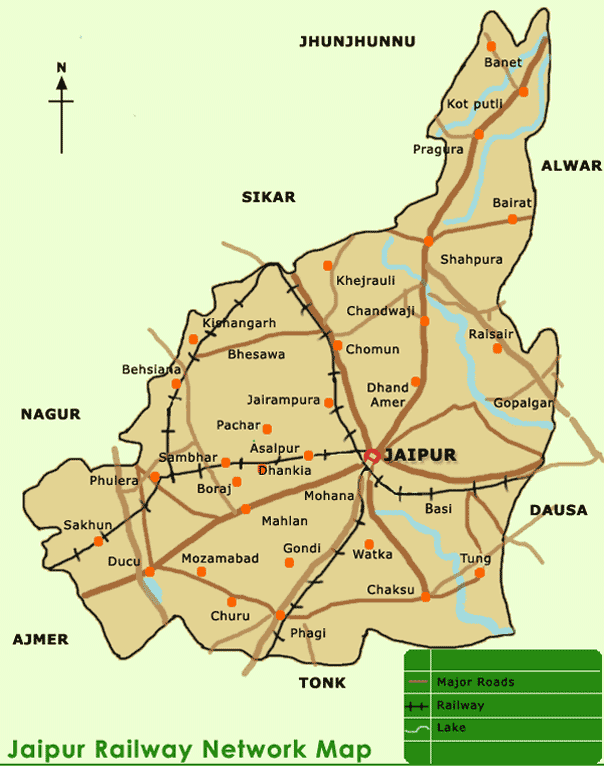 JHUNJHUNNU
Banet
N
Kot putli
Pragura
ALWAR
SIKAR
Bairat
Shahpura
Khejrauli
Chandwaji
Kishangarh
Raisair
Bhesawa
Chomun
Behsiana
Dhand
Amer
Jairampura
Gopalgar
NAGUR
Pachar
Asalpur
JAIPUR
Sambhar
Dhankia
Phulera
Boraj
Mohana
Basi
DAUSA
Mahlan
Sakhun
Gondi
Watka
Ducu
Mozamabad
Tung
Chaksu
Churu
Phagi
AJMER
TONK
Major Roads
Railway
Lake
Jaipur Railway Network Map